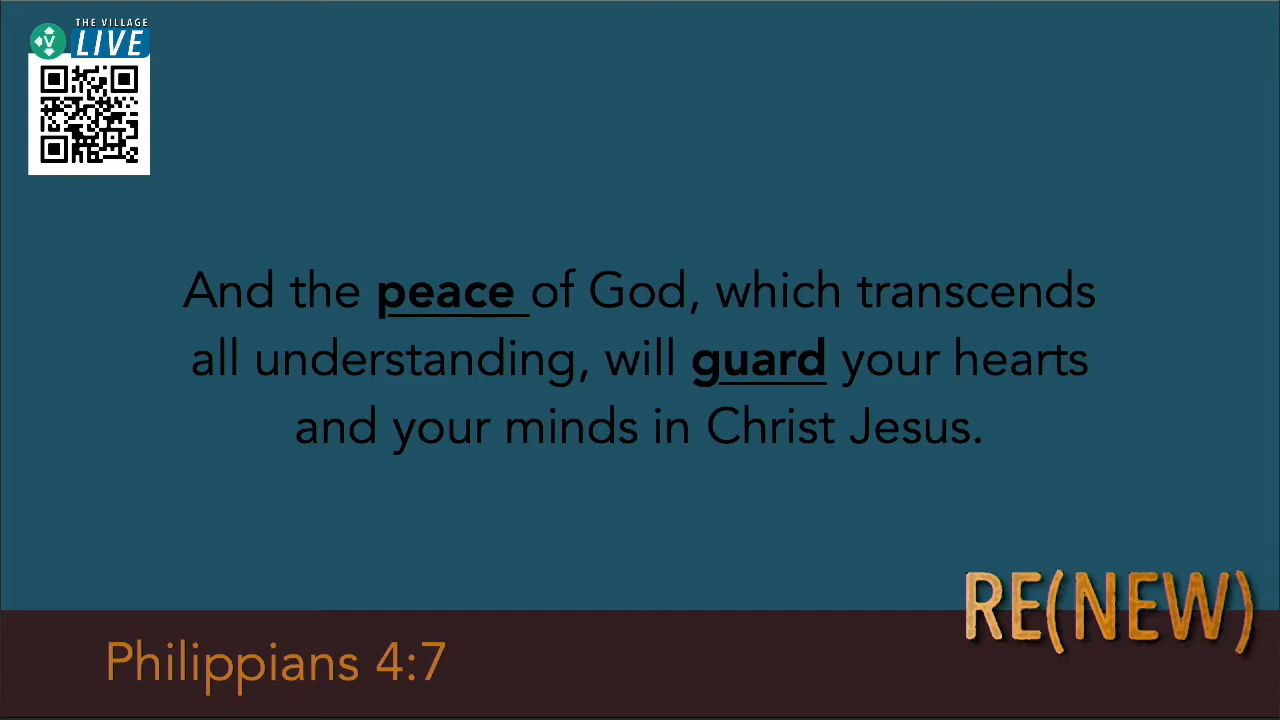 THE VILLAGE
V LIVE
And the peace of God, which transcends
all understanding, will guard your hearts
and your minds in Christ Jesus.
RE(NEW)
Philippians 4:7